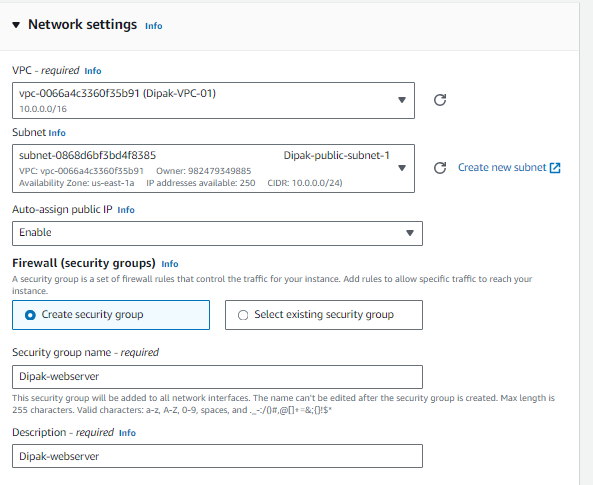 Network settings Info
VPC - required Info
vpc-0066a4c3360f35b91 (Dipak-VPC-01)
10.0.0.0/16
Subnet Info
subnet-0868d6bf3bd4f8385 Dipak-public-subnet-1
VPC: vpc-0066a4c3360f35b91 Owner: 982479349885
Availability Zone: us-east-1a IP addresses available: 250 CIDR: 10.0.0.0/24)
Create new subnet
Auto-assign public IP Info
Enable
Firewall (security groups) Info
A security group is a set of firewall rules that control the traffic for your instance. Add rules to allow specific traffic to reach your
instance.
Create security group
Select existing security group
Security group name - required
Dipak-webserver
This security group will be added to all network interfaces. The name can't be edited after the security group is created. Max length is
255 characters. Valid characters: a-z, A-Z, 0-9, spaces, and ._-:/()#,@[]+=&;{}!$*
Description - required Info
Dipak-webserver